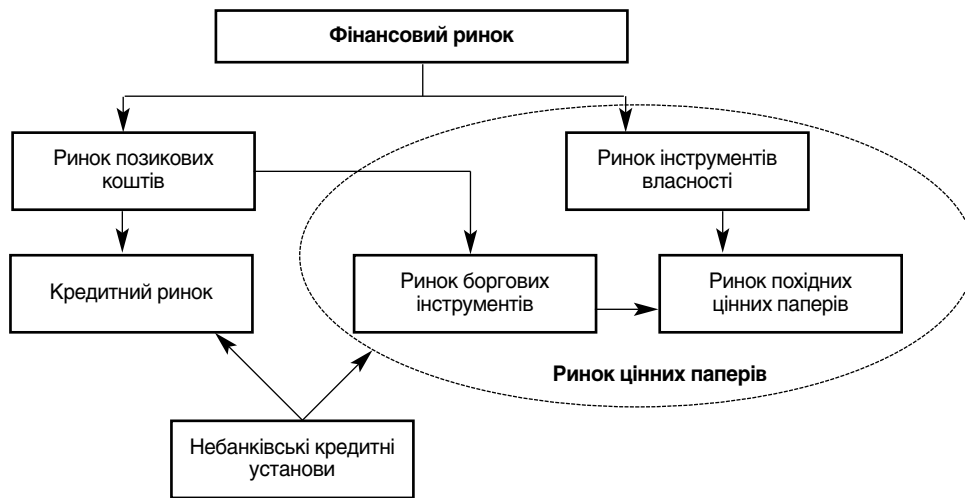 Фінансовий ринок
Ринок позикових
коштів
Ринок інструментів
власності
Кредитний ринок
Ринок боргових
інструментів
Ринок похідних
цінних паперів
Ринок цінних паперів
Небанківські кредитні
установи